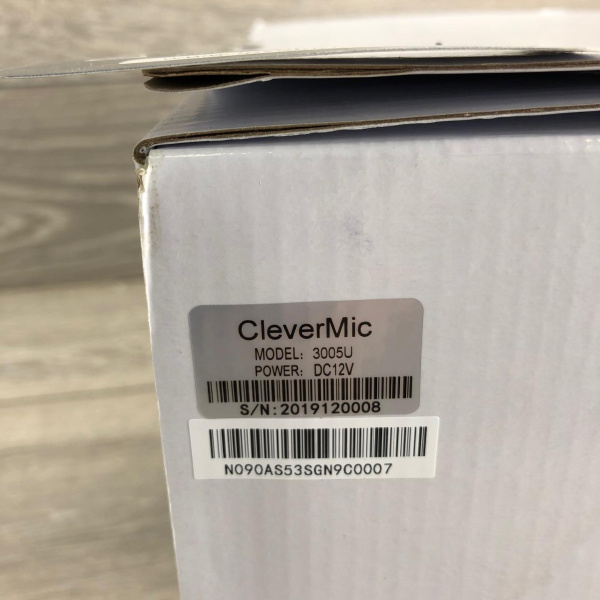 CleverMic
MODEL: 3005U
POWER: DC12V
S/N:2019120008
N090AS53SGN9C0007